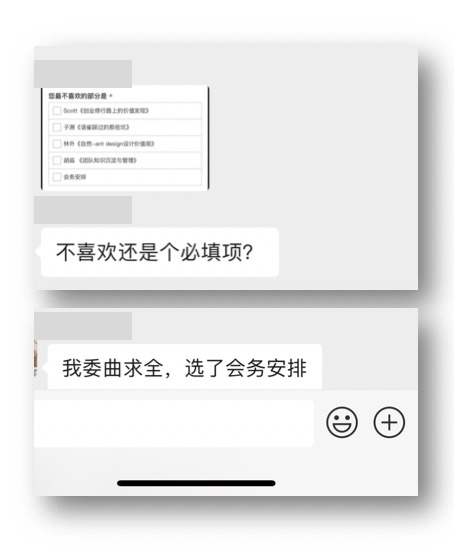 您最不喜欢的部分是 *
Scott《创业修行路上的价值发现》
子洲《语雀踩过的那些坑》
林外《自然-ant design设计价值观》
胡淼 《团队知识沉淀与管理》
会务安排
不喜欢还是个必填项?
我委曲求全，选了会务安排